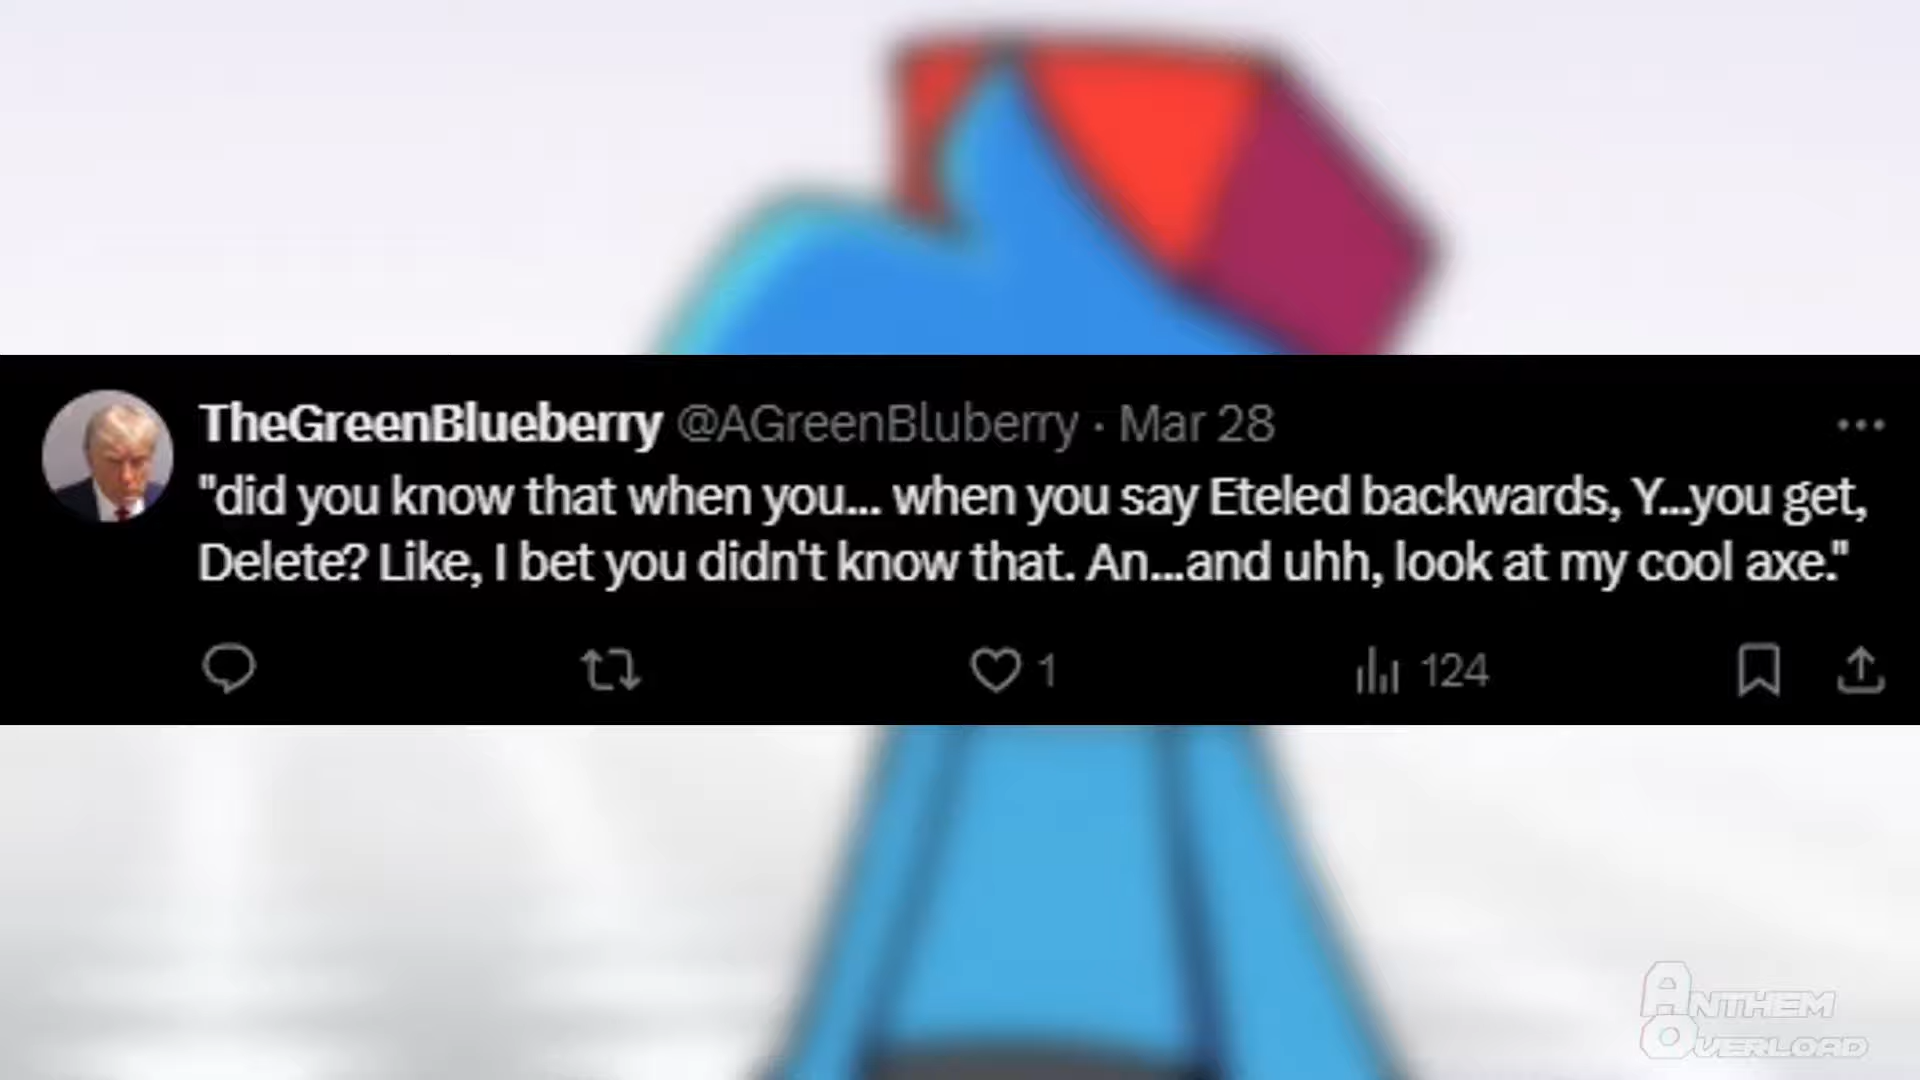 TheGreenBlueberry @AGreenBluberry · Mar 28
"did you know that when you... when you say Eteled backwards, Y...you get,
Delete? Like, I bet you didn't know that. An...and uhh, look at my cool axe."
1 124
ANTHEM
OVERLOAD